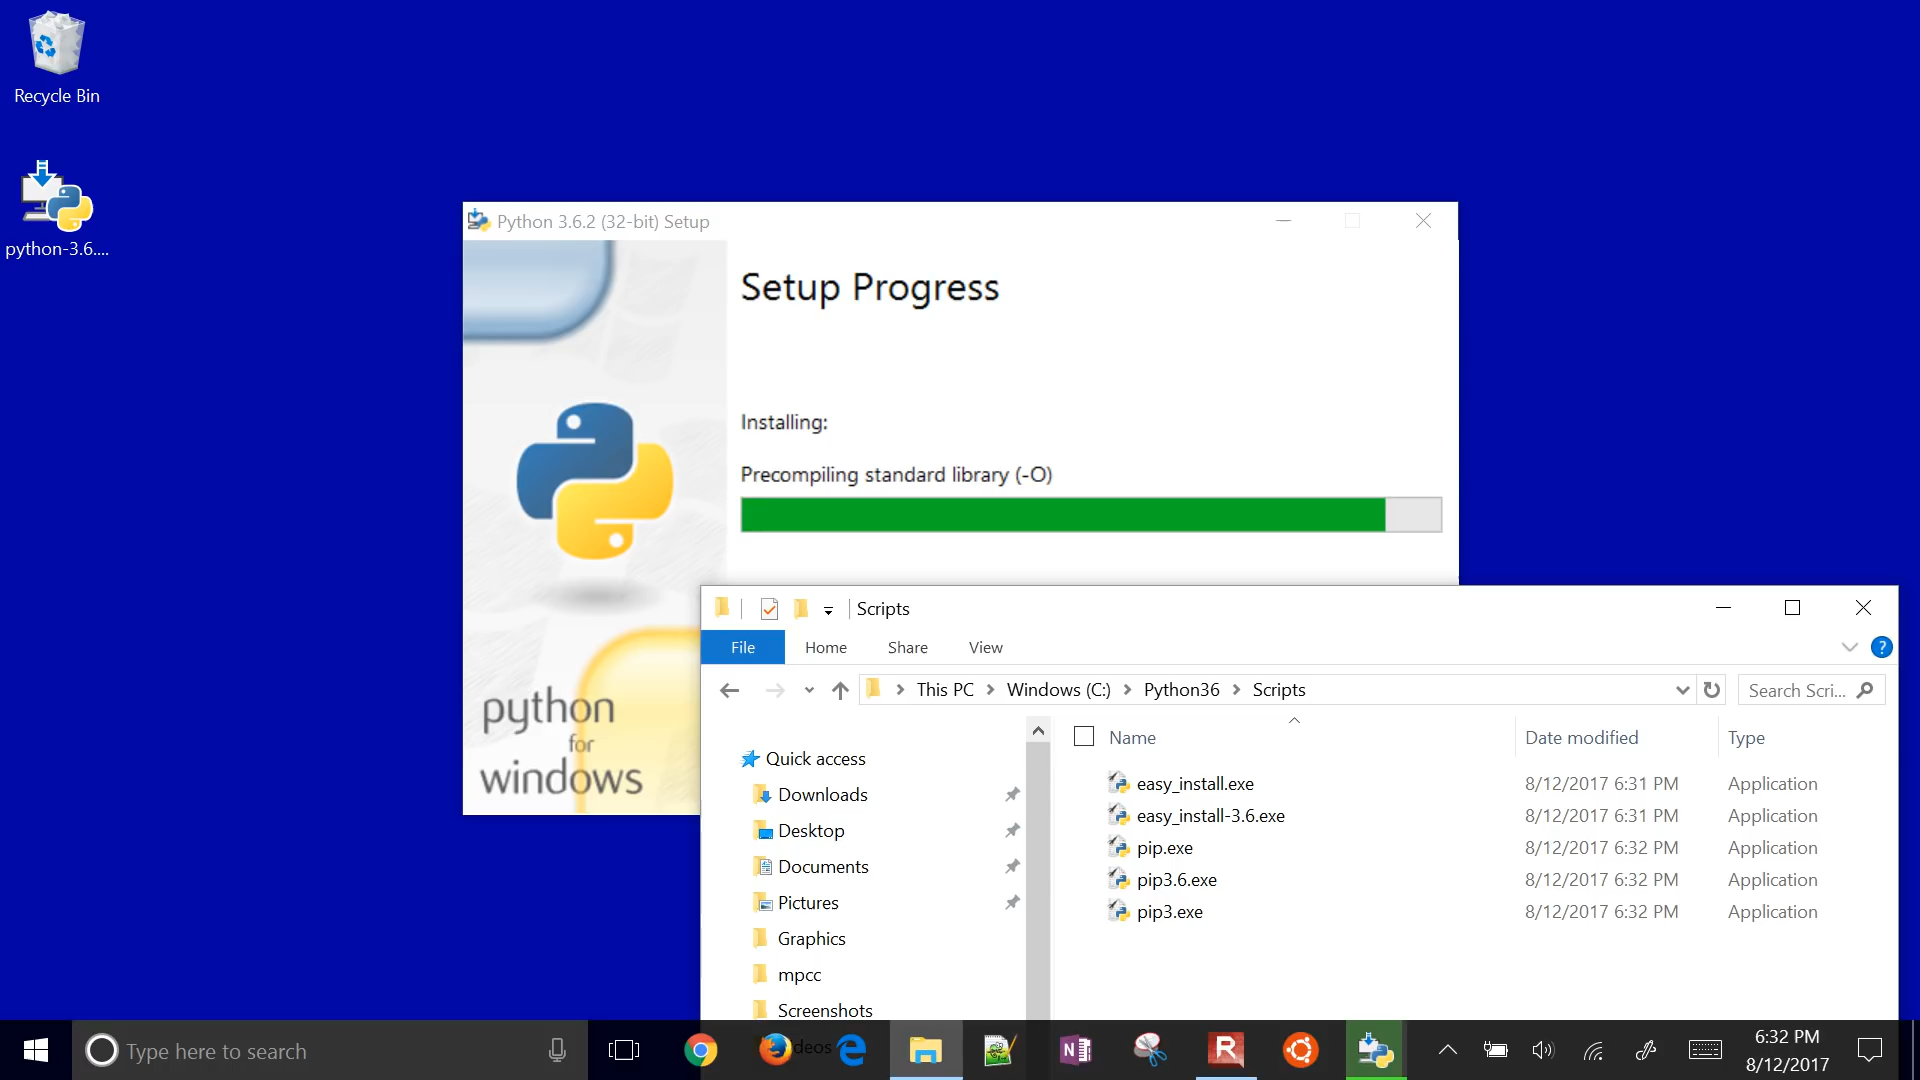 Recycle Bin
python-3.6....
Python 3.6.2 (32-bit) Setup
Setup Progress
Installing:
Precompiling standard library (-O)
python
for
windows
Scripts
File Home Share View
This PC Windows (C:) Python36 Scripts
Search Scri...
Name Date modified Type
Quick access
Downloads
Desktop
Documents
Pictures
Graphics
mpcc
Screenshots
easy_install.exe 8/12/2017 6:31 PM Application
easy_install-3.6.exe 8/12/2017 6:31 PM Application
pip.exe 8/12/2017 6:32 PM Application
pip3.6.exe 8/12/2017 6:32 PM Application
pip3.exe 8/12/2017 6:32 PM Application
Type here to search
6:32 PM
8/12/2017